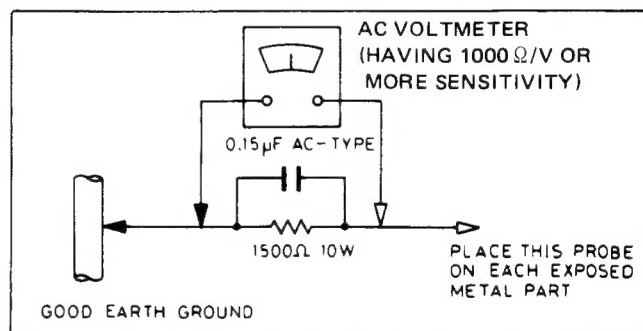 AC VOLTMETER
(HAVING 1000 Ω/V OR
MORE SENSITIVITY)
0.15µF AC-TYPE
1500Ω 10W
PLACE THIS PROBE
ON EACH EXPOSED
METAL PART
GOOD EARTH GROUND